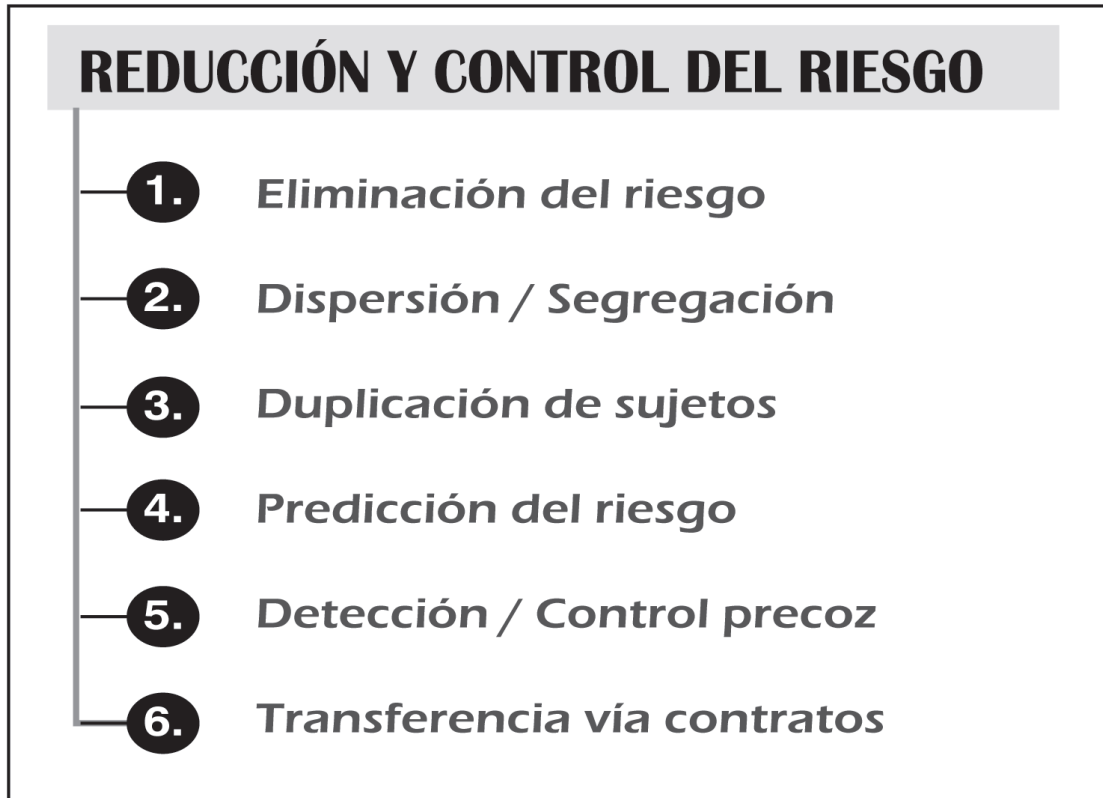 REDUCCIÓN Y CONTROL DEL RIESGO
1. Eliminación del riesgo
2. Dispersión / Segregación
3. Duplicación de sujetos
4. Predicción del riesgo
5. Detección / Control precoz
6. Transferencia vía contratos